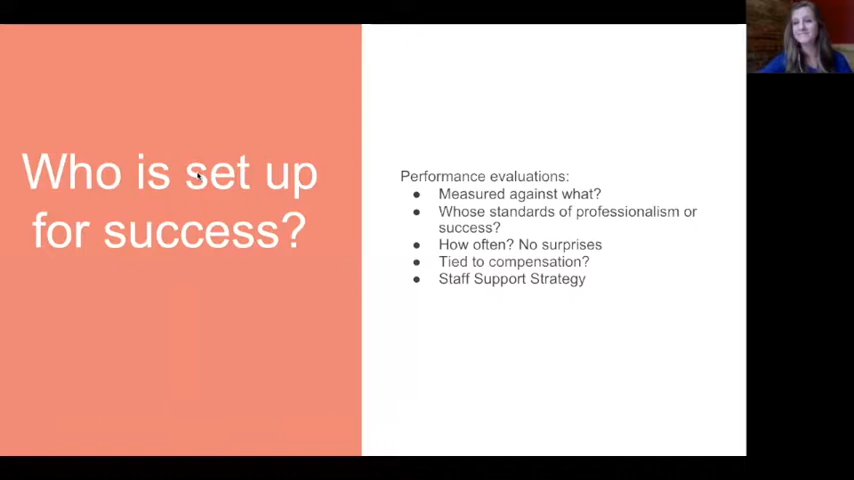 Who is set up
for success?
Performance evaluations:
● Measured against what?
● Whose standards of professionalism or
success?
● How often? No surprises
● Tied to compensation?
● Staff Support Strategy